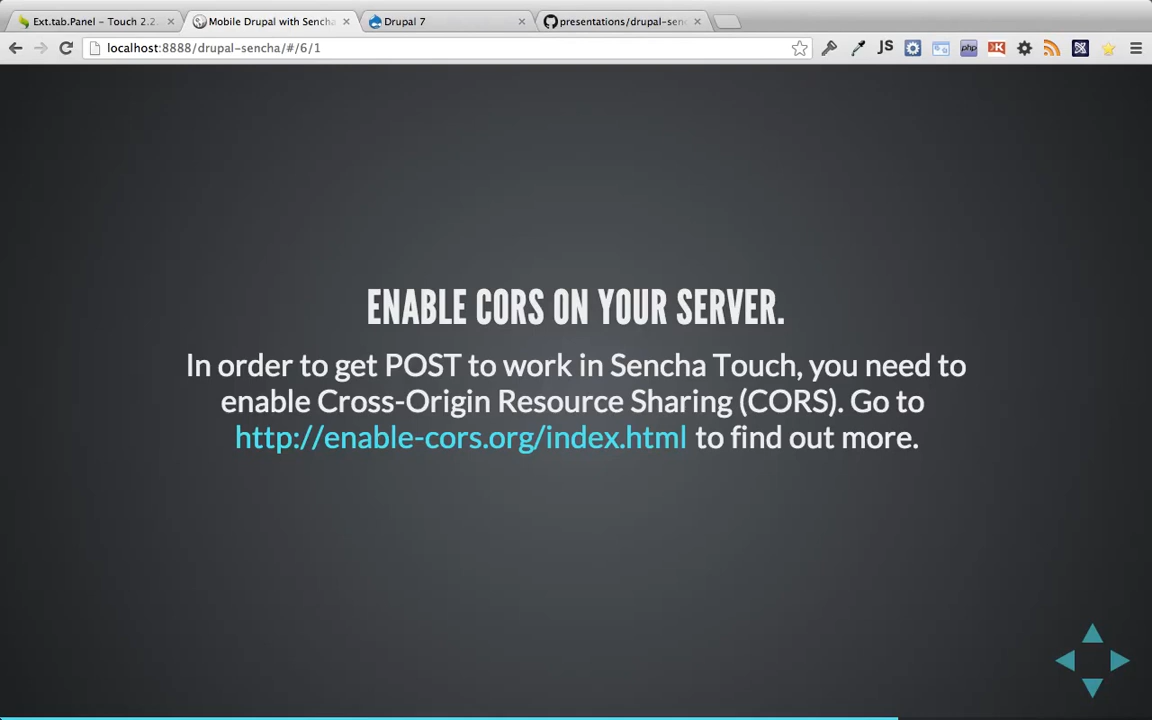 Ext.tab.Panel – Touch 2.2.
Mobile Drupal with Sencha
Drupal 7
presentations/drupal-sen
localhost:8888/drupal-sencha/#/6/1
JS
php
ENABLE CORS ON YOUR SERVER.
In order to get POST to work in Sencha Touch, you need to
enable Cross-Origin Resource Sharing (CORS). Go to
http://enable-cors.org/index.html to find out more.